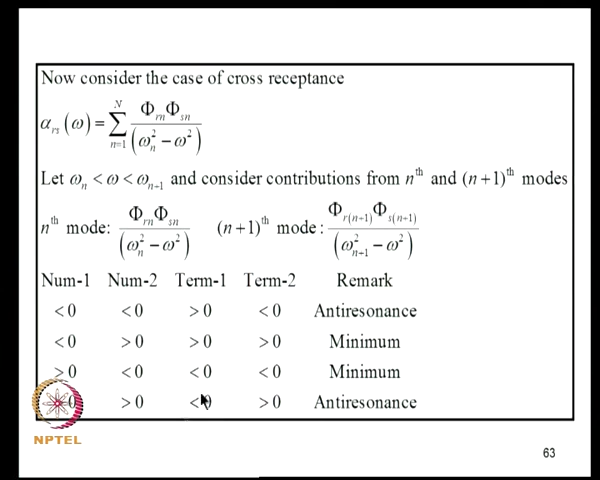 Now consider the case of cross receptance
α_rs(ω) = ∑_{n=1}^{N} Φ_rn Φ_sn / (ω_n² − ω²)
Let ω_n < ω < ω_{n+1} and consider contributions from n^th and (n+1)^th modes
n^th mode: Φ_rn Φ_sn / (ω_n² − ω²) (n+1)^th mode: Φ_{r(n+1)} Φ_{s(n+1)} / (ω_{n+1}² − ω²)
Num-1 Num-2 Term-1 Term-2 Remark
<0 <0 >0 <0 Antiresonance
<0 >0 >0 >0 Minimum
>0 <0 <0 <0 Minimum
0 >0 <0 >0 Antiresonance
NPTEL
63